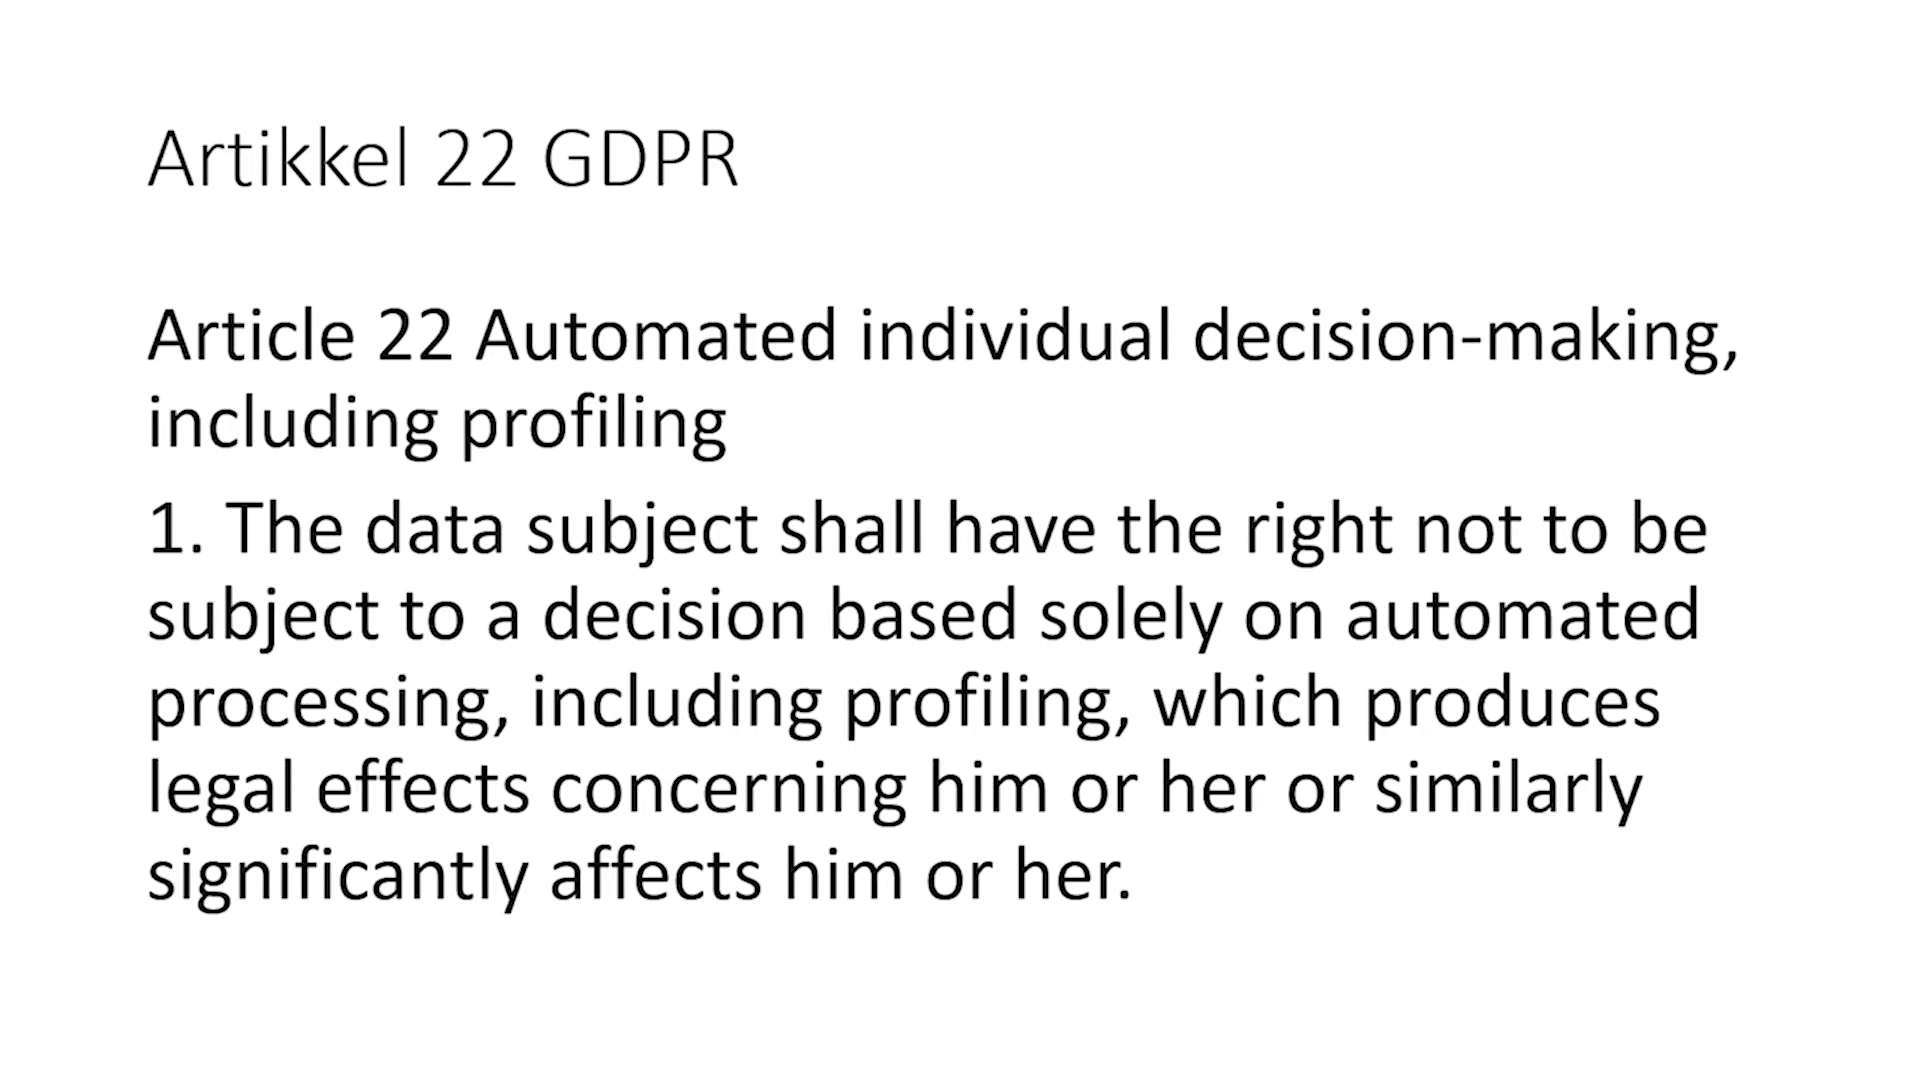 Artikkel 22 GDPR
Article 22 Automated individual decision-making,
including profiling
1. The data subject shall have the right not to be
subject to a decision based solely on automated
processing, including profiling, which produces
legal effects concerning him or her or similarly
significantly affects him or her.